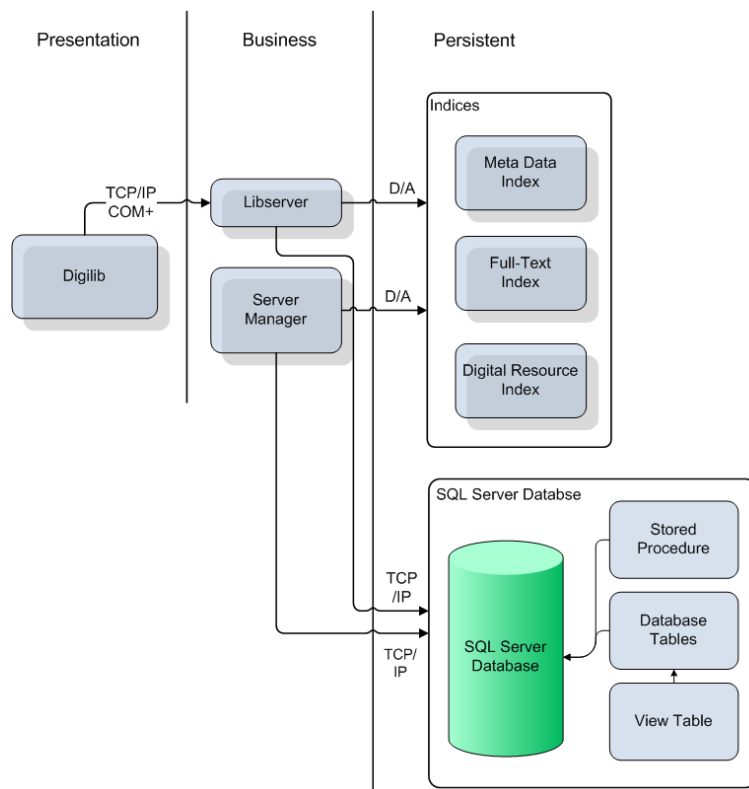 Presentation
Business
Persistent
Indices
Meta Data
Index
TCP/IP
COM+
Libserver
D/A
Digilib
Full-Text
Index
Server
Manager
D/A
Digital Resource
Index
SQL Server Databse
Stored
Procedure
TCP
/IP
Database
Tables
SQL Server
Database
TCP/
IP
View Table